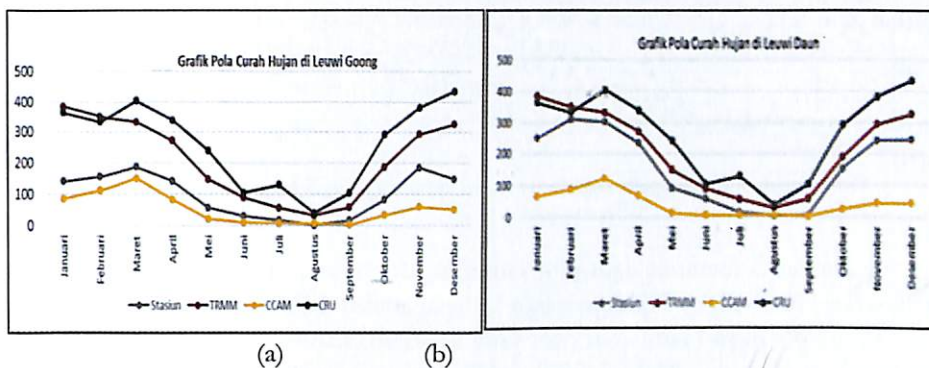 Grafik Pola Curah Hujan di Leuwi Goong
500
400
300
200
100
0
Januari
Februari
Maret
April
Mei
Juni
Juli
Agustus
September
Oktober
November
Desember
Stasiun TRMM CCAM CRU
Grafik Pola Curah Hujan di Leuwi Daun
500
400
300
200
100
0
Januari
Februari
Maret
April
Mei
Juni
Juli
Agustus
September
Oktober
November
Desember
Stasiun TRMM CCAM CRU
(a) (b)